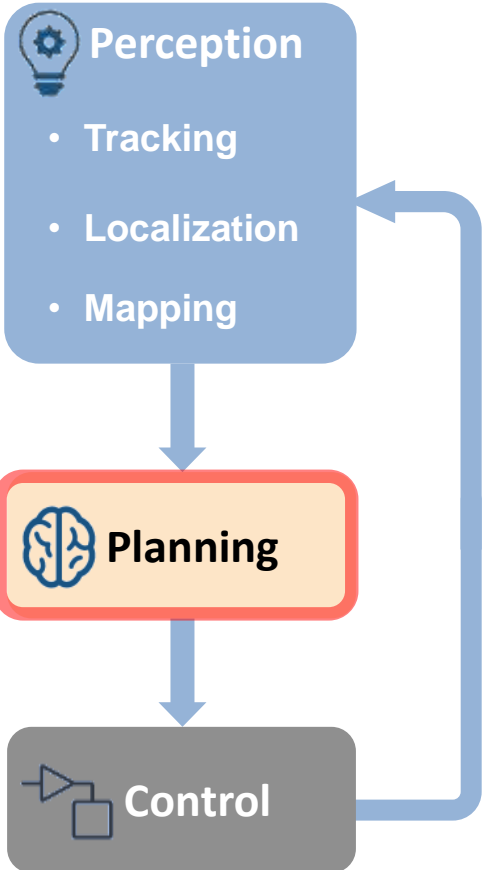 Perception
• Tracking
• Localization
• Mapping
Planning
Control